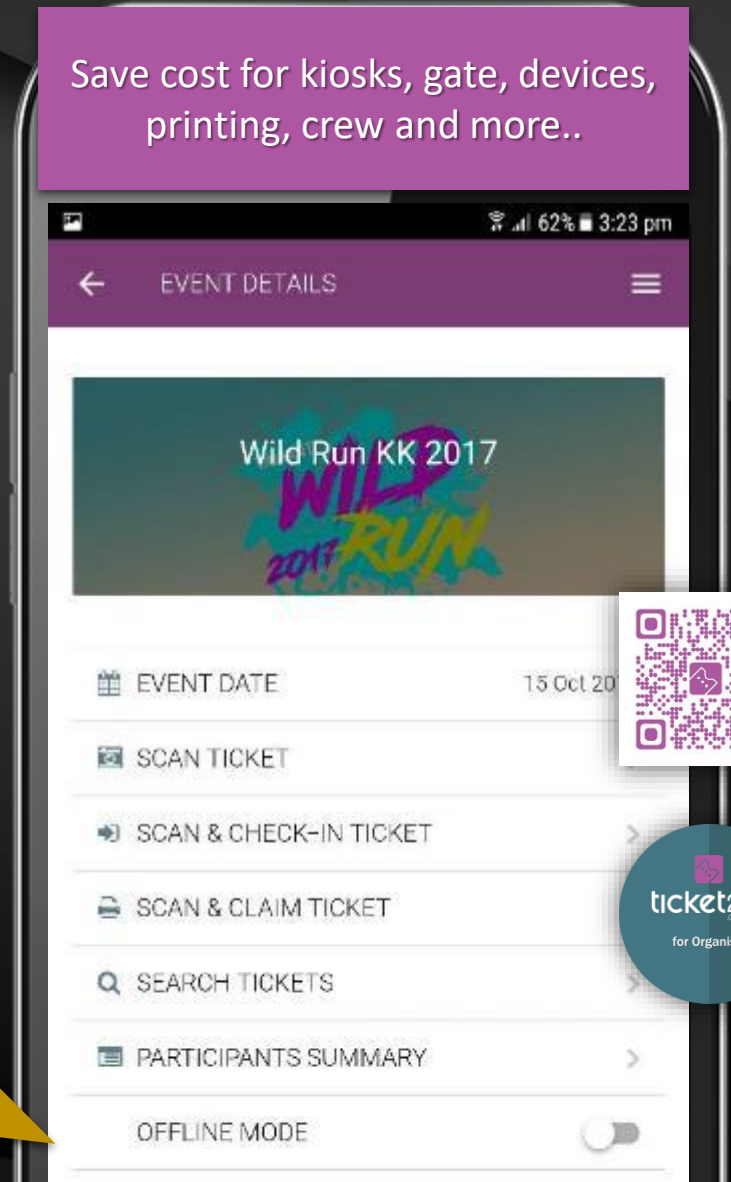 Save cost for kiosks, gate, devices,
printing, crew and more..
62% 3:23 pm
EVENT DETAILS
Wild Run KK 2017
WILD
2017 RUN
EVENT DATE 15 Oct 20
SCAN TICKET
SCAN & CHECK-IN TICKET
SCAN & CLAIM TICKET
ticket2
for Organis
SEARCH TICKETS
PARTICIPANTS SUMMARY
OFFLINE MODE